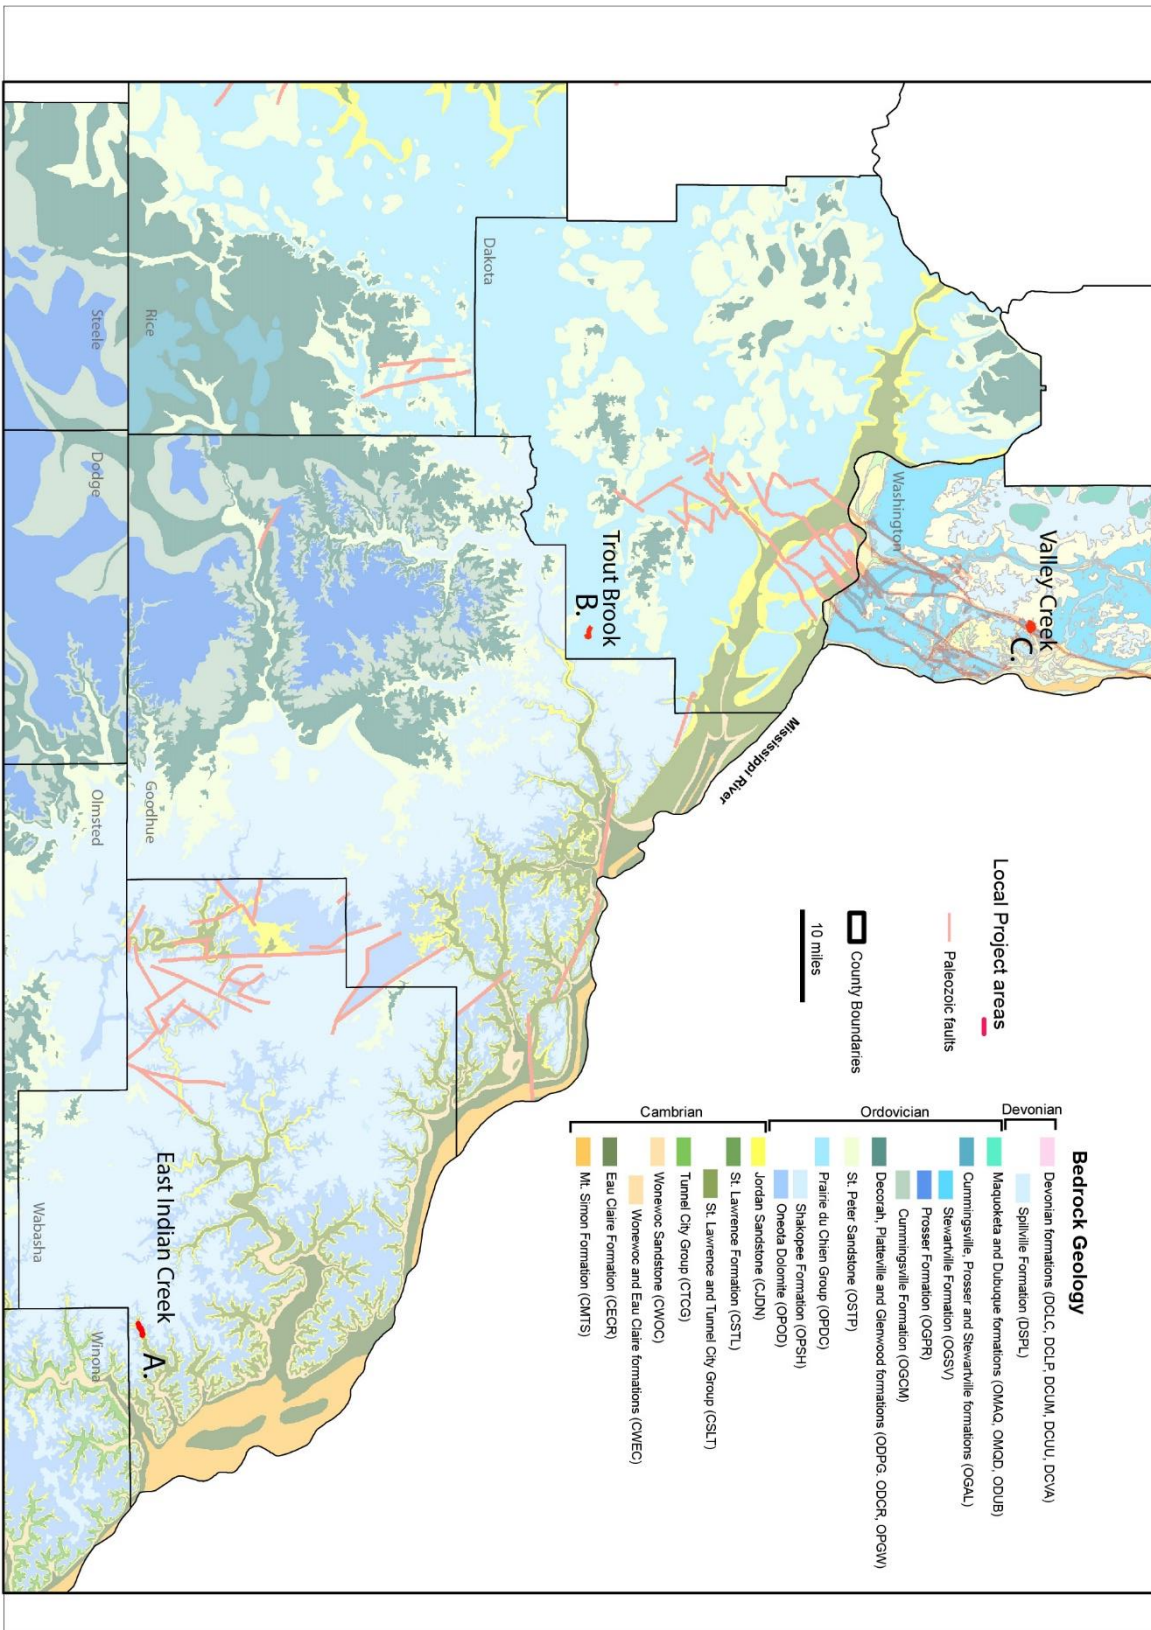 Valley Creek
C.
Washington
Dakota
Trout Brook
B.
Mississippi River
Rice
Steele
Dodge
Goodhue
Olmsted
Wabasha
East Indian Creek
A.
Winona
Local Project areas
Paleozoic faults
County Boundaries
10 miles
Bedrock Geology
Devonian
Devonian formations (DCLC, DCLP, DCUM, DCUU, DCVA)
Spillville Formation (DSPL)
Ordovician
Maquoketa and Dubuque formations (OMAQ, OMQD, ODUB)
Stewartville Formation (OGSV)
Cummingsville, Prosser and Stewartville formations (OGAL)
Prosser Formation (OGPR)
Cummingsville Formation (OGCM)
Decorah, Platteville and Glenwood formations (ODPG, ODCR, OPGW)
St. Peter Sandstone (OSTP)
Prairie du Chien Group (OPDC)
Shakopee Formation (OPSH)
Oneota Dolomite (OPOD)
Cambrian
Jordan Sandstone (CJDN)
St. Lawrence Formation (CSTL)
St. Lawrence and Tunnel City Group (CSLT)
Tunnel City Group (CTCG)
Wonewoc Sandstone (CWOC)
Wonewoc and Eau Claire formations (CWEC)
Eau Claire Formation (CECR)
Mt. Simon Formation (CMTS)